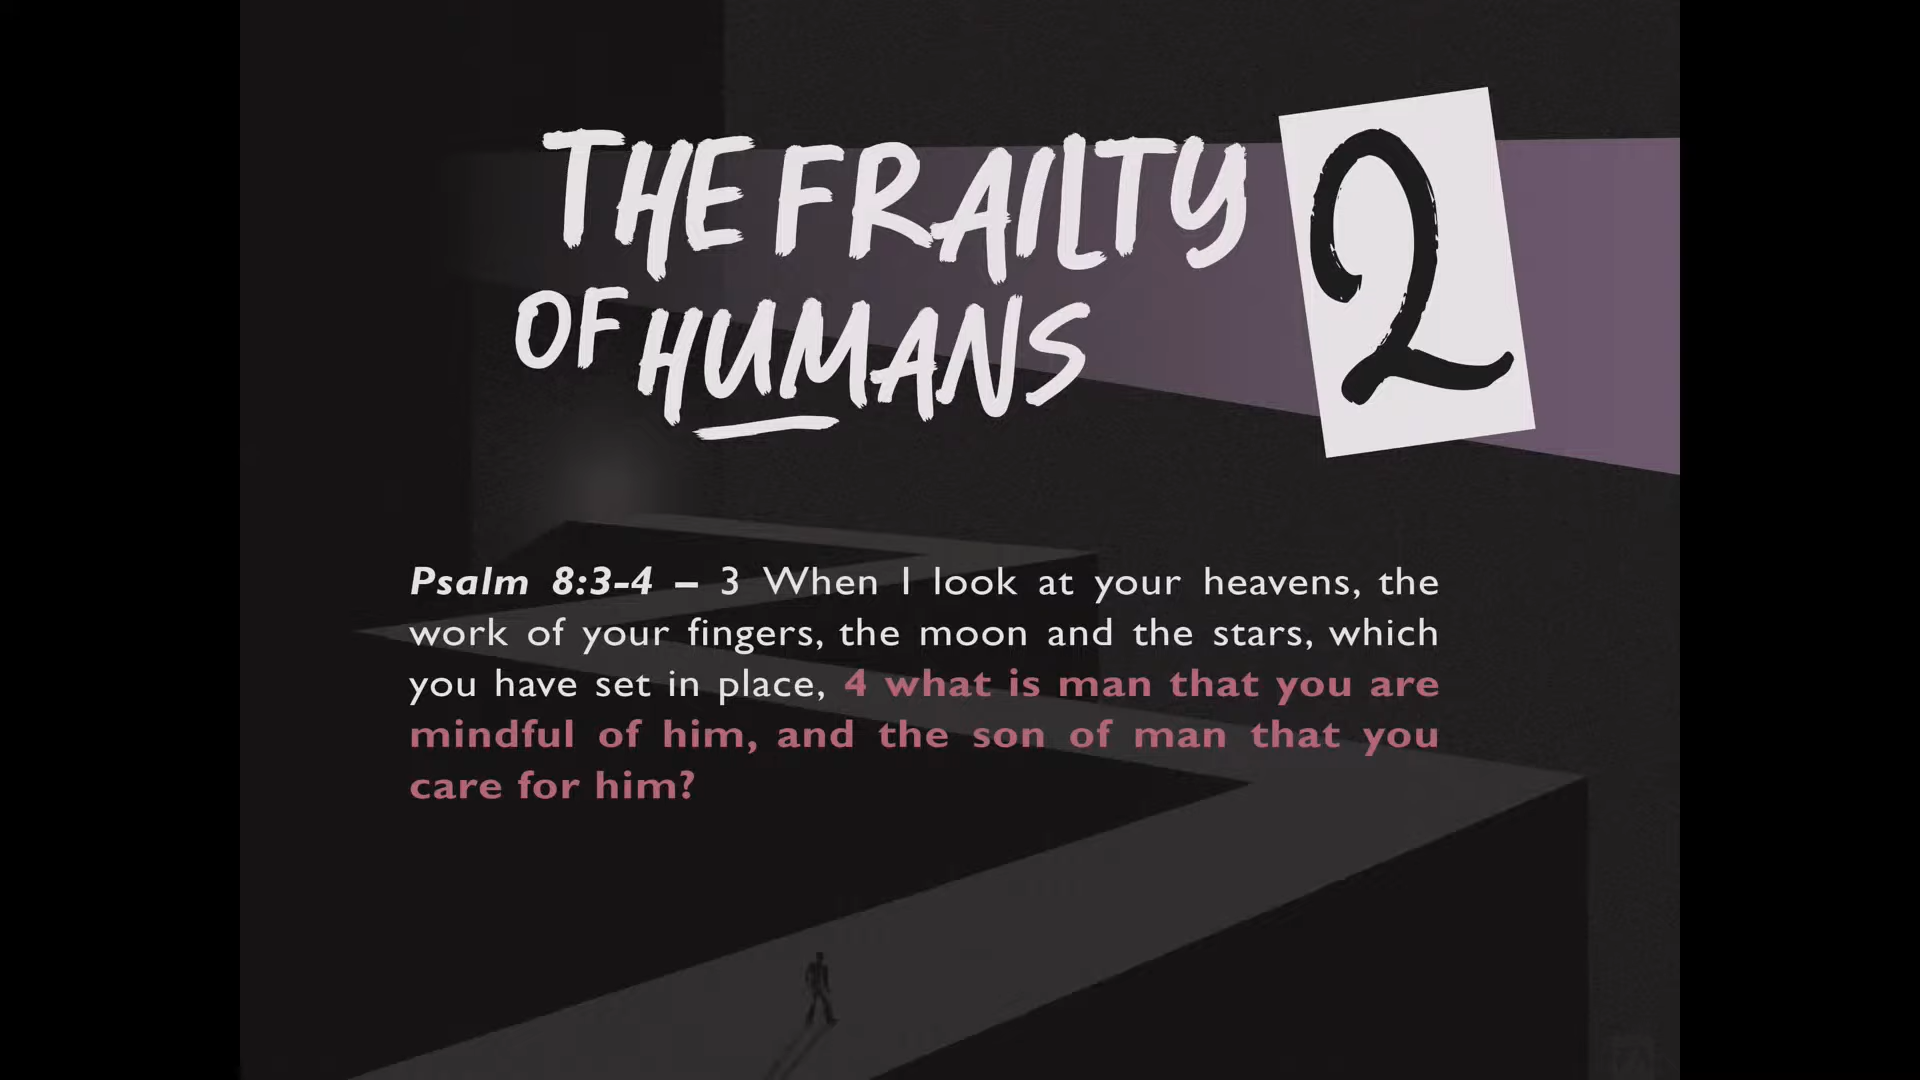 THE FRAILTY
OF HUMANS
2
Psalm 8:3-4 – 3 When I look at your heavens, the
work of your fingers, the moon and the stars, which
you have set in place, 4 what is man that you are
mindful of him, and the son of man that you
care for him?